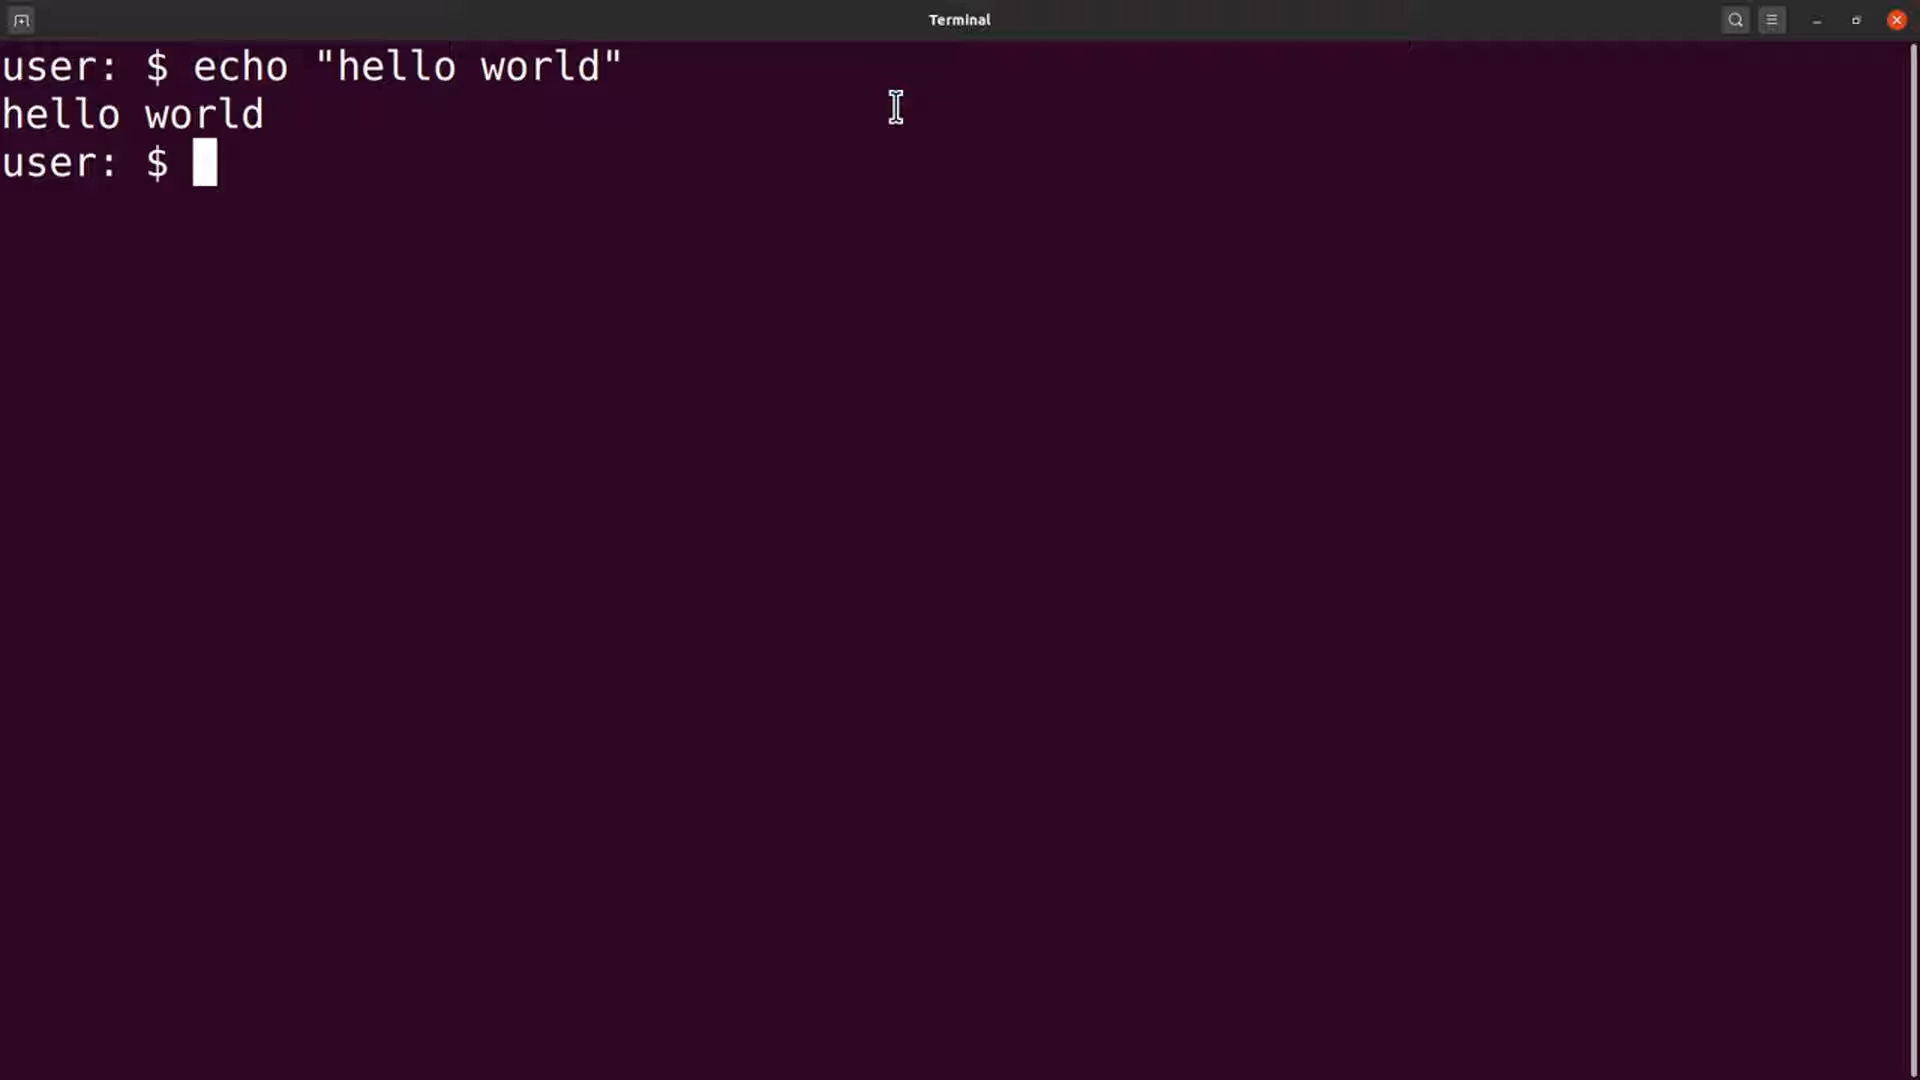 Terminal
user: $ echo "hello world"
hello world
user: $